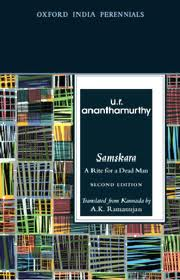 OXFORD INDIA PERENNIALS
u.r.
ananthamurthy
Samskara
A Rite for a Dead Man
SECOND EDITION
Translated from Kannada
by A.K. Ramanujan